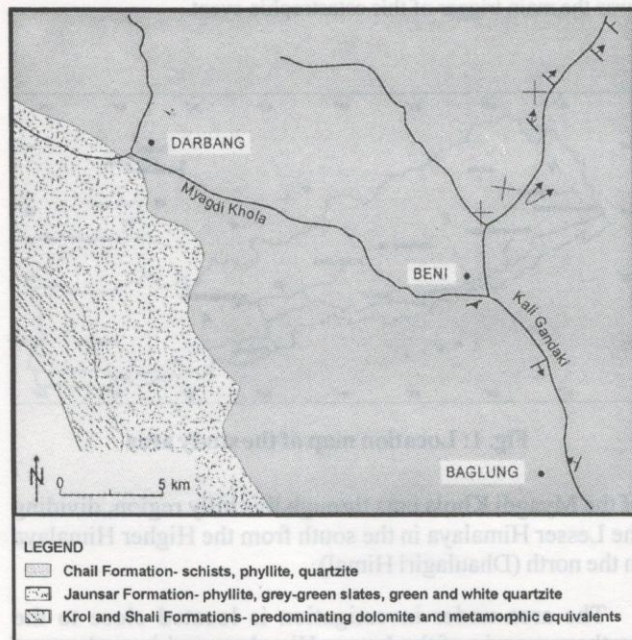 DARBANG
Myagdi Khola
BENI
Kali Gandaki
BAGLUNG
N
0 5 km
LEGEND
Chail Formation- schists, phyllite, quartzite
Jaunsar Formation- phyllite, grey-green slates, green and white quartzite
Krol and Shali Formations- predominating dolomite and metamorphic equivalents